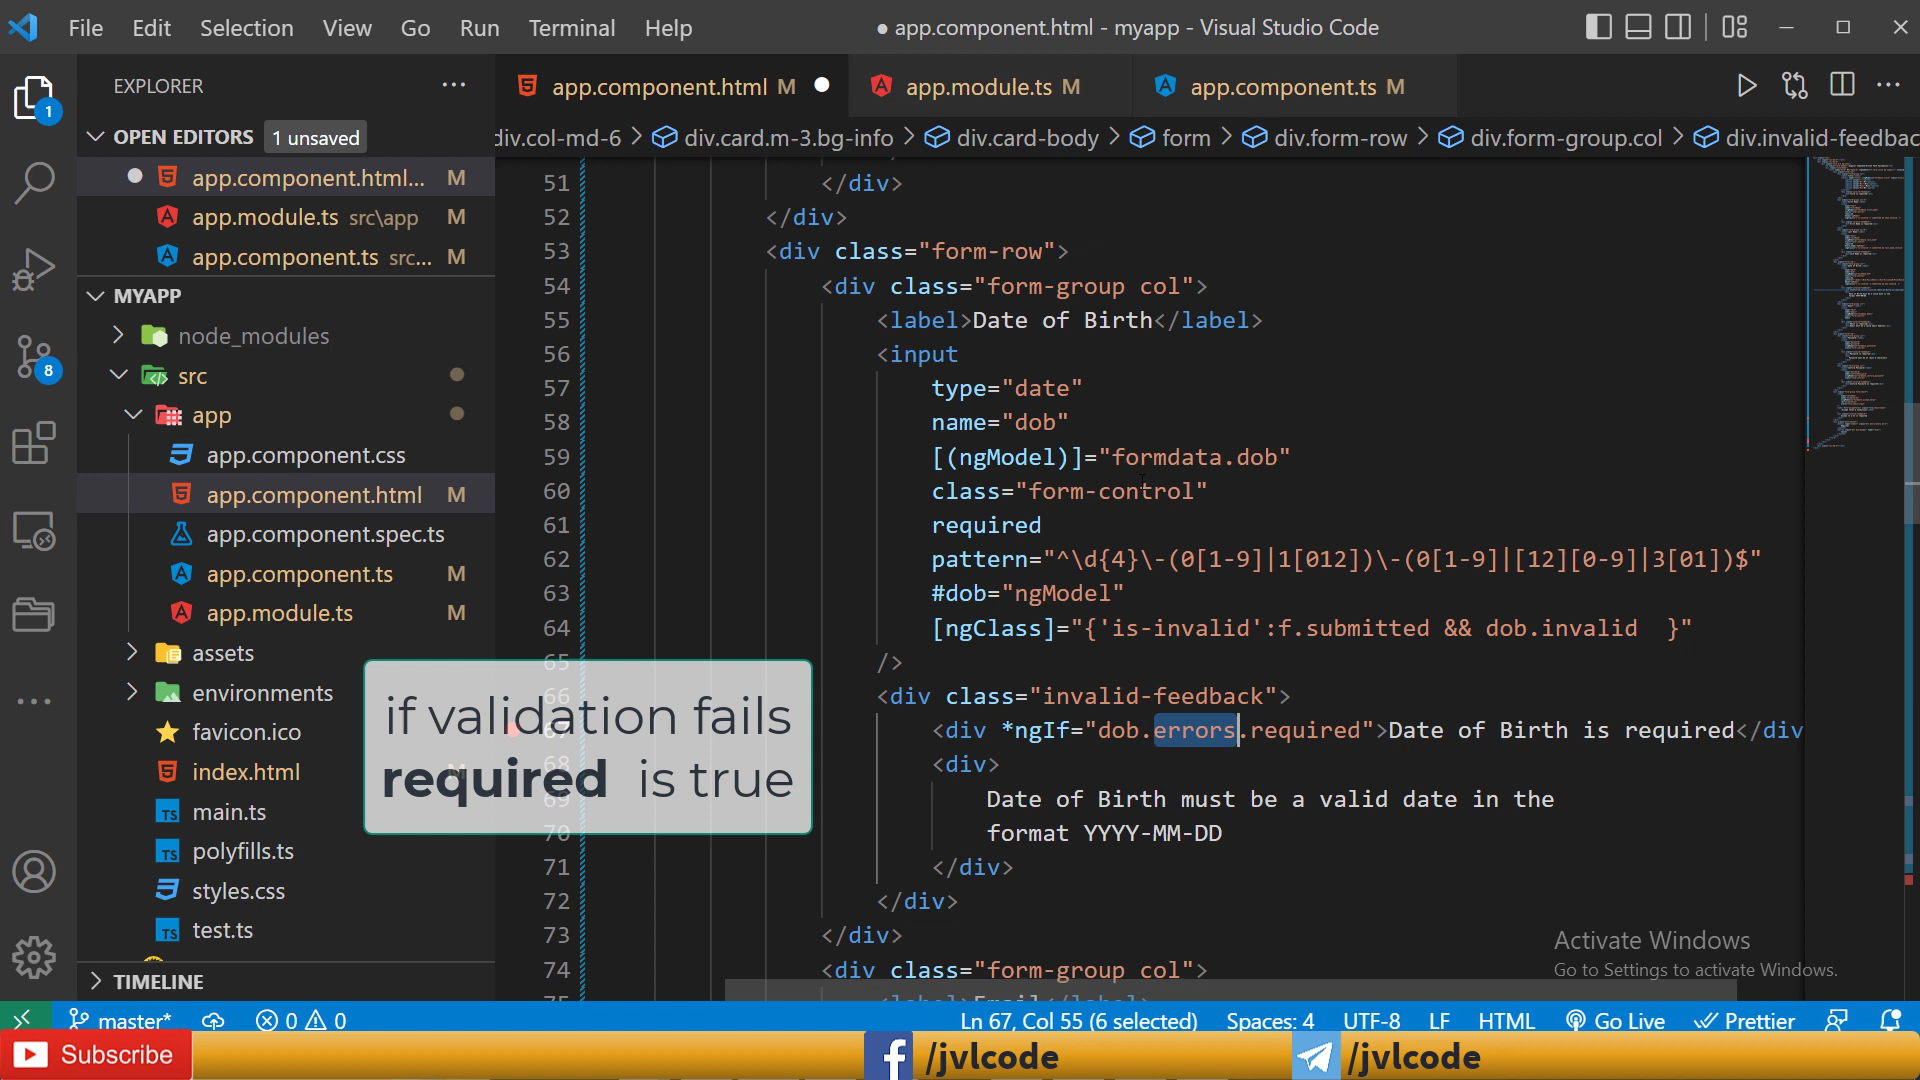 File Edit Selection View Go Run Terminal Help
● app.component.html - myapp - Visual Studio Code
EXPLORER
app.component.html M
app.module.ts M
app.component.ts M
1
OPEN EDITORS 1 unsaved
div.col-md-6 > div.card.m-3.bg-info > div.card-body > form > div.form-row > div.form-group.col > div.invalid-feedbac
app.component.html... M
app.module.ts src\app M
app.component.ts src... M
MYAPP
node_modules
src
8
app
app.component.css
app.component.html M
app.component.spec.ts
app.component.ts M
app.module.ts M
assets
environments
favicon.ico
index.html
main.ts
polyfills.ts
styles.css
test.ts
TIMELINE
51 </div>
52 </div>
53 <div class="form-row">
54 <div class="form-group col">
55 <label>Date of Birth</label>
56 <input
57 type="date"
58 name="dob"
59 [(ngModel)]="formdata.dob"
60 class="form-control"
61 required
62 pattern="^\d{4}\-(0[1-9]|1[012])\-(0[1-9]|[12][0-9]|3[01])$"
63 #dob="ngModel"
64 [ngClass]="{'is-invalid':f.submitted && dob.invalid  }"
65 />
66 <div class="invalid-feedback">
67 <div *ngIf="dob.errors.required">Date of Birth is required</div
68 <div>
69 Date of Birth must be a valid date in the
70 format YYYY-MM-DD
71 </div>
72 </div>
73 </div>
74 <div class="form-group col">
75 <label>Email</label>
if validation fails
required is true
Activate Windows
Go to Settings to activate Windows.
master* 0 0 Ln 67, Col 55 (6 selected) Spaces: 4 UTF-8 LF HTML Go Live Prettier
Subscribe
/jvlcode
/jvlcode